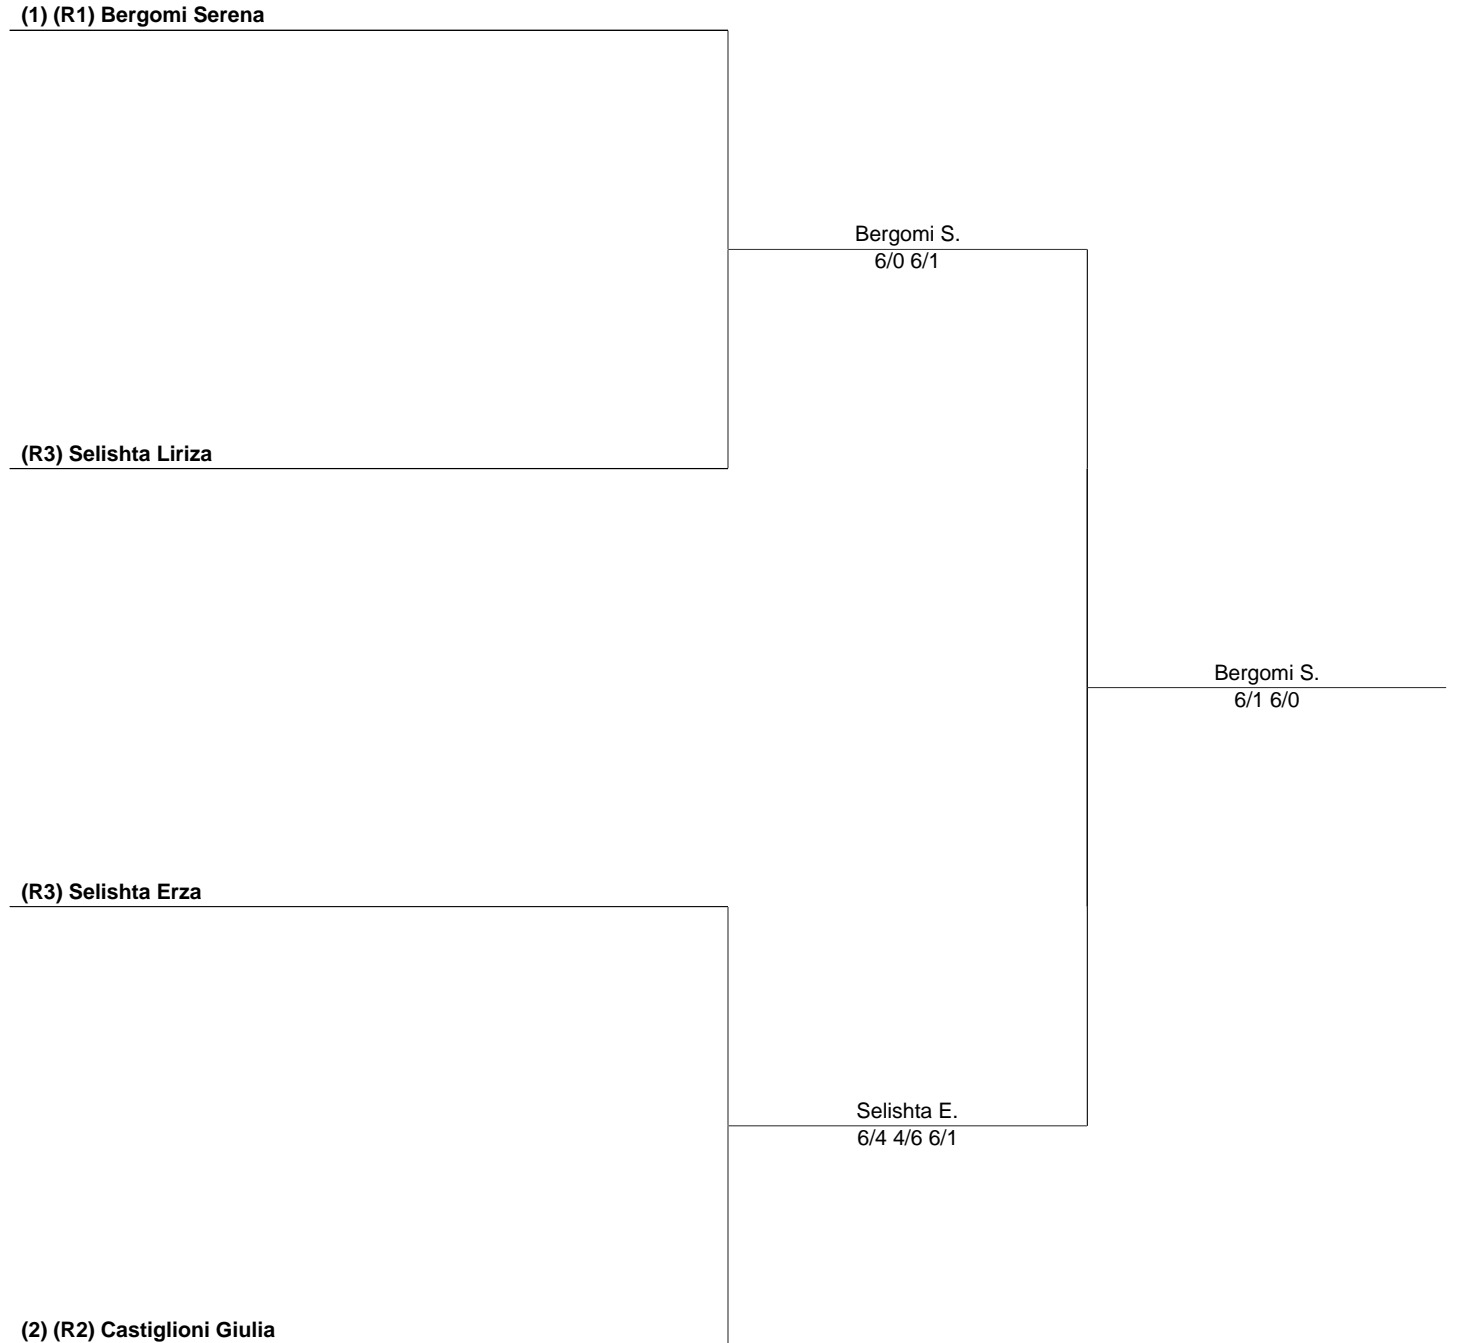 (1) (R1) Bergomi Serena
Bergomi S.
6/0 6/1
(R3) Selishta Liriza
Bergomi S.
6/1 6/0
(R3) Selishta Erza
Selishta E.
6/4 4/6 6/1
(2) (R2) Castiglioni Giulia